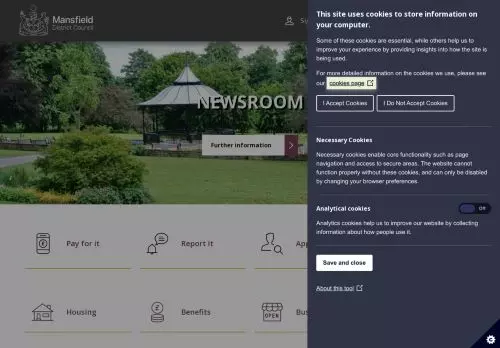 Mansfield
District Council
NEWSROOM
Further information
Pay for it
Report it
Housing
Benefits
This site uses cookies to store information on
your computer.
Some of these cookies are essential, while others help us to
improve your experience by providing insights into how the site is
being used.
For more detailed information on the cookies we use, please see
our cookies page
I Accept Cookies
I Do Not Accept Cookies
Necessary Cookies
Necessary cookies enable core functionality such as page
navigation and access to secure areas. The website cannot
function properly without these cookies, and can only be disabled
by changing your browser preferences.
Analytical cookies
Off
Analytics cookies help us to improve our website by collecting
information about how people use it.
Save and close
About this tool
OPEN